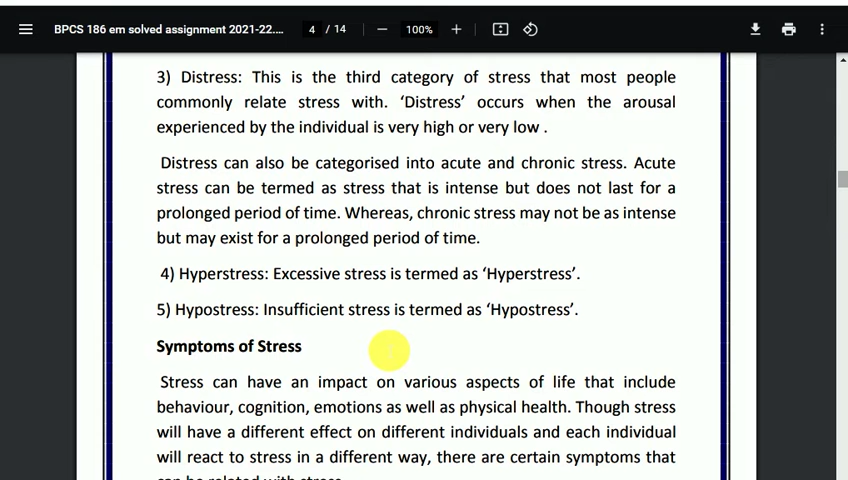 BPCS 186 em solved assignment 2021-22.... 4 / 14 — 100% +
3) Distress: This is the third category of stress that most people
commonly relate stress with. ‘Distress’ occurs when the arousal
experienced by the individual is very high or very low .
Distress can also be categorised into acute and chronic stress. Acute
stress can be termed as stress that is intense but does not last for a
prolonged period of time. Whereas, chronic stress may not be as intense
but may exist for a prolonged period of time.
4) Hyperstress: Excessive stress is termed as ‘Hyperstress’.
5) Hypostress: Insufficient stress is termed as ‘Hypostress’.
Symptoms of Stress
Stress can have an impact on various aspects of life that include
behaviour, cognition, emotions as well as physical health. Though stress
will have a different effect on different individuals and each individual
will react to stress in a different way, there are certain symptoms that
can be related with stress.